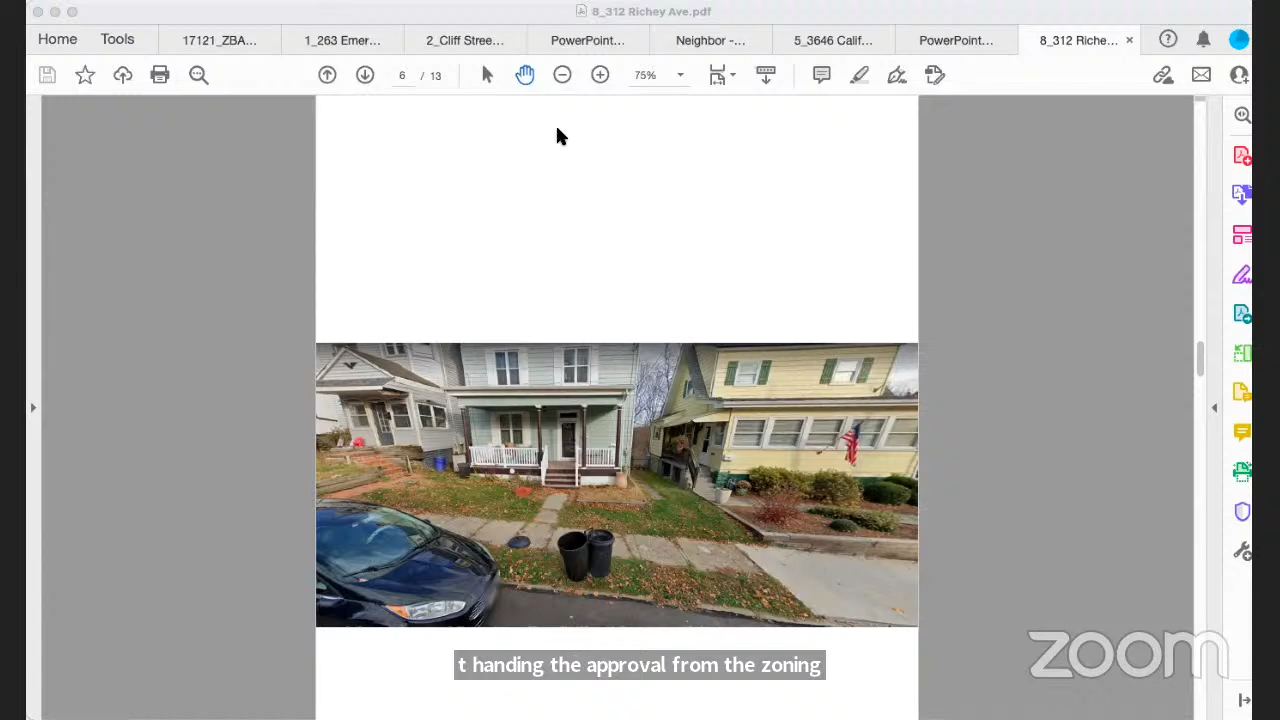 8_312 Richey Ave.pdf
Home
Tools
17121_ZBA...
1_263 Emer...
2_Cliff Stree...
PowerPoint...
Neighbor -...
5_3646 Calif...
PowerPoint...
8_312 Riche...
6 / 13
75%
t handing the approval from the zoning
zoom